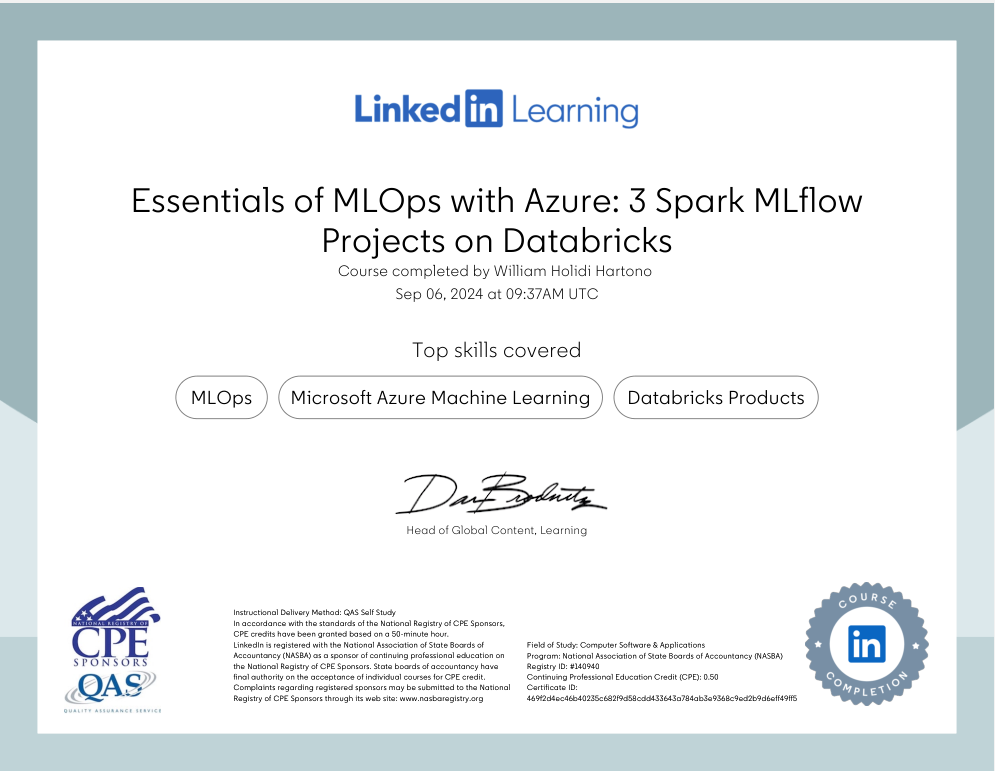 Linked in Learning
Essentials of MLOps with Azure: 3 Spark MLflow
Projects on Databricks
Course completed by William Holidi Hartono
Sep 06, 2024 at 09:37AM UTC
Top skills covered
MLOps
Microsoft Azure Machine Learning
Databricks Products
Dan Brodnitz
Head of Global Content, Learning
NATIONAL REGISTRY OF
CPE
SPONSORS
QAS
QUALITY ASSURANCE SERVICE
Instructional Delivery Method: QAS Self Study
In accordance with the standards of the National Registry of CPE Sponsors,
CPE credits have been granted based on a 50-minute hour.
LinkedIn is registered with the National Association of State Boards of
Accountancy (NASBA) as a sponsor of continuing professional education on
the National Registry of CPE Sponsors. State boards of accountancy have
final authority on the acceptance of individual courses for CPE credit.
Complaints regarding registered sponsors may be submitted to the National
Registry of CPE Sponsors through its web site: www.nasbaregistry.org
Field of Study: Computer Software & Applications
Program: National Association of State Boards of Accountancy (NASBA)
Registry ID: #140940
Continuing Professional Education Credit (CPE): 0.50
Certificate ID:
469f2d4ec46b40235c682f9d58cdd433643a784ab3e9368c9ed2b9d6eff49ff5
COURSE
in
COMPLETION